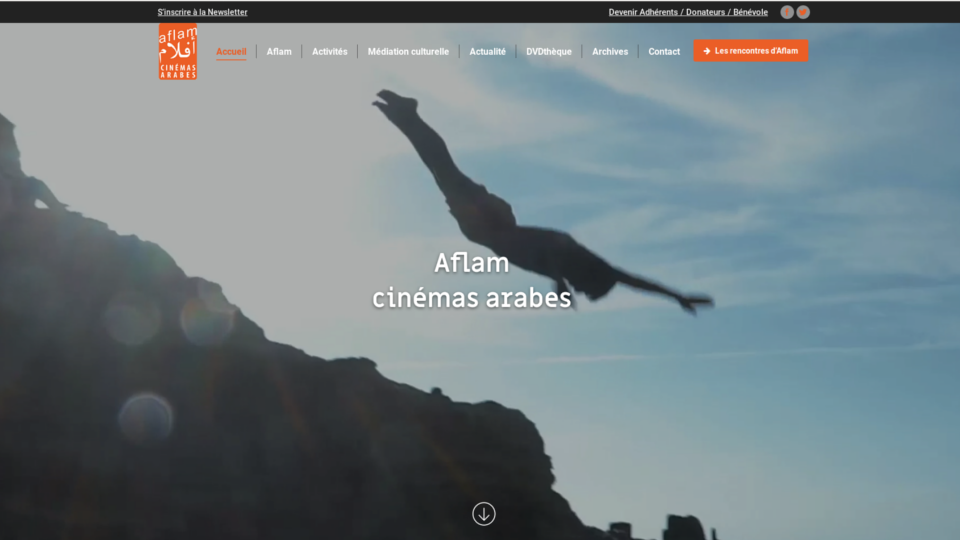 S'inscrire à la Newsletter
Devenir Adhérents / Donateurs / Bénévole
aflam
افلام
CINÉMAS
ARABES
Accueil
Aflam
Activités
Médiation culturelle
Actualité
DVDthèque
Archives
Contact
Les rencontres d'Aflam
Aflam
cinémas arabes